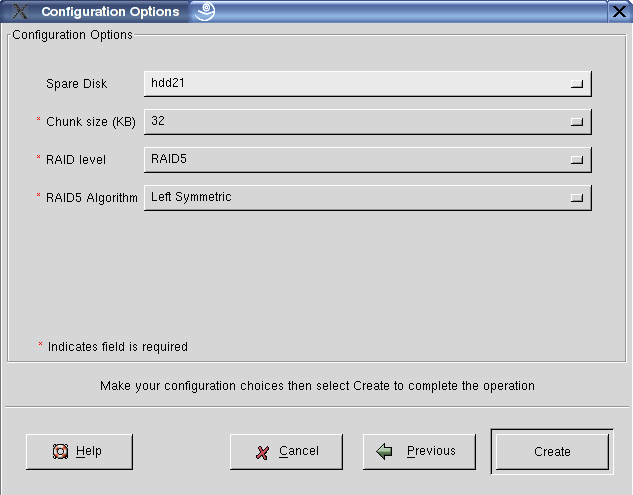 Configuration Options
Configuration Options
Spare Disk hdd21
* Chunk size (KB) 32
* RAID level RAID5
* RAID5 Algorithm Left Symmetric
* Indicates field is required
Make your configuration choices then select Create to complete the operation
Help Cancel Previous Create